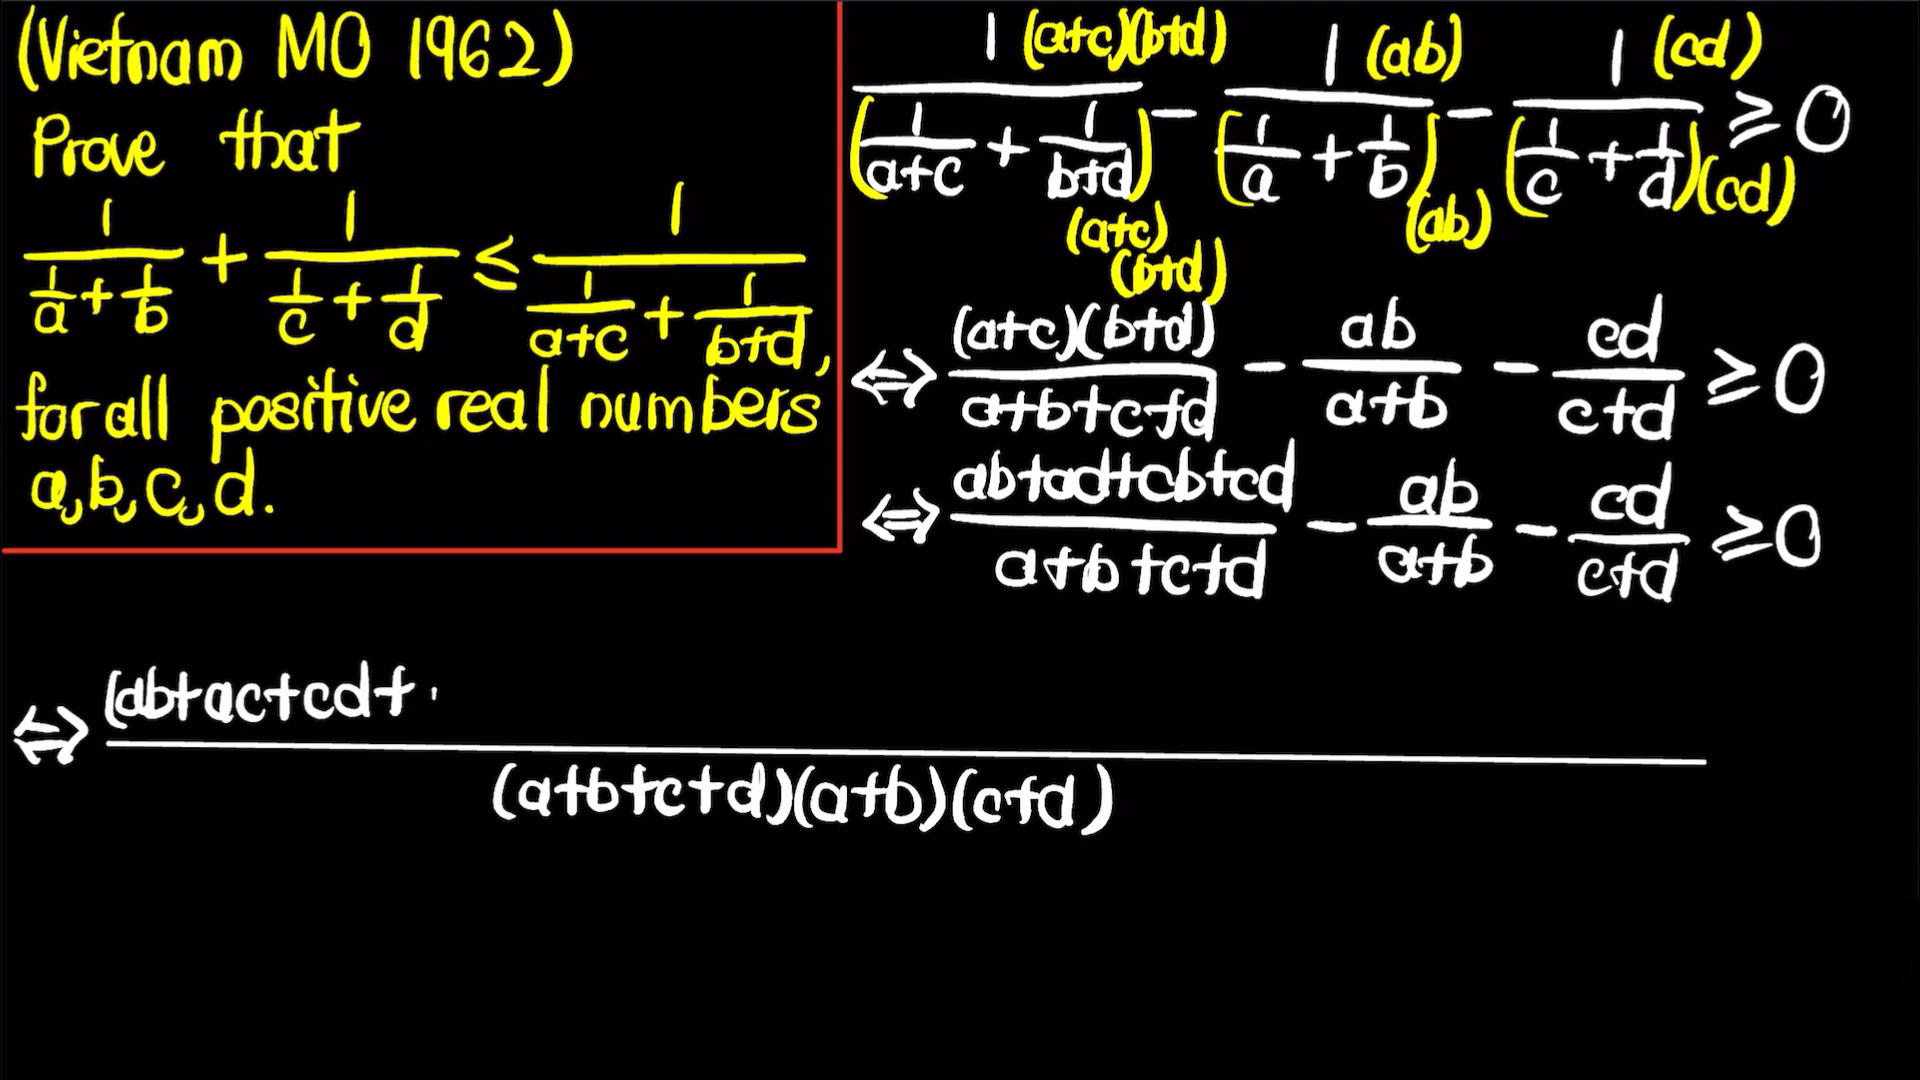 (Vietnam MO 1962)
Prove that
1/(1/a + 1/b) + 1/(1/c + 1/d) ≤ 1/(1/(a+c) + 1/(b+d)),
for all positive real numbers
a,b,c,d.
1 (a+c)(b+d)/((1/(a+c) + 1/(b+d)) (a+c)(b+d)) − 1 (ab)/((1/a + 1/b) (ab)) − 1 (cd)/((1/c + 1/d)(cd)) ≥ 0
⇔ (a+c)(b+d)/(a+b+c+d) − ab/(a+b) − cd/(c+d) ≥ 0
⇔ (ab+ad+cb+cd)/(a+b+c+d) − ab/(a+b) − cd/(c+d) ≥ 0
⇔ (ab+ac+cd+
(a+b+c+d)(a+b)(c+d)